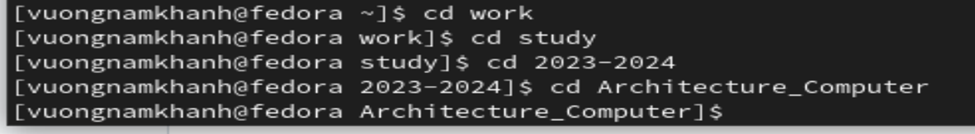 [vuongnamkhanh@fedora ~]$ cd work
[vuongnamkhanh@fedora work]$ cd study
[vuongnamkhanh@fedora study]$ cd 2023-2024
[vuongnamkhanh@fedora 2023-2024]$ cd Architecture_Computer
[vuongnamkhanh@fedora Architecture_Computer]$